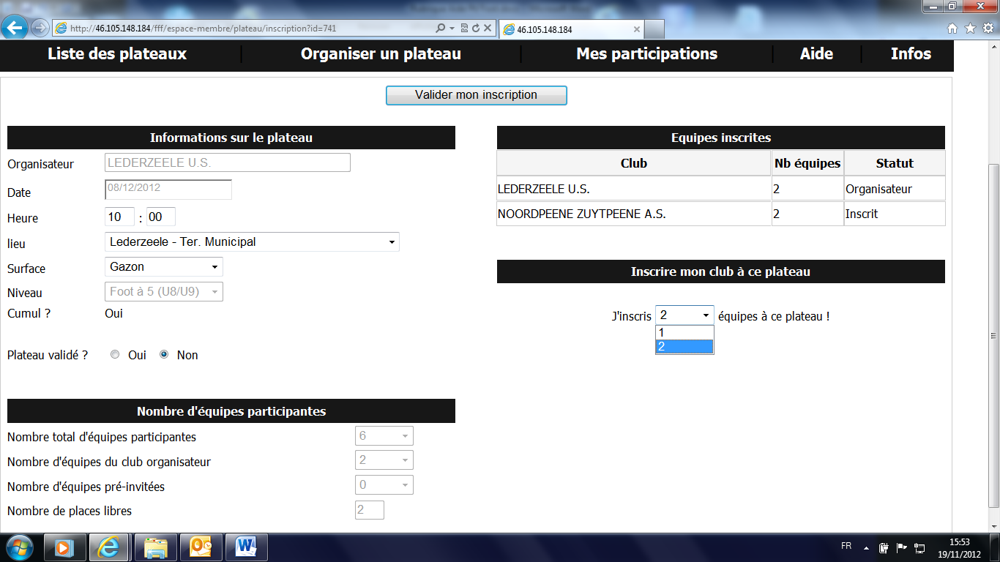 http://46.105.148.184/fff/espace-membre/plateau/inscription?id=741
46.105.148.184
Liste des plateaux
Organiser un plateau
Mes participations
Aide
Infos
Valider mon inscription
Informations sur le plateau
Organisateur LEDERZEELE U.S.
Date 08/12/2012
Heure 10 : 00
lieu Lederzeele - Ter. Municipal
Surface Gazon
Niveau Foot à 5 (U8/U9)
Cumul ? Oui
Plateau validé ? Oui Non
Nombre d'équipes participantes
Nombre total d'équipes participantes 6
Nombre d'équipes du club organisateur 2
Nombre d'équipes pré-invitées 0
Nombre de places libres 2
Equipes inscrites
Club Nb équipes Statut
LEDERZEELE U.S. 2 Organisateur
NOORDPEENE ZUYTPEENE A.S. 2 Inscrit
Inscrire mon club à ce plateau
J'inscris 2 équipes à ce plateau !
1
2
FR
15:53
19/11/2012